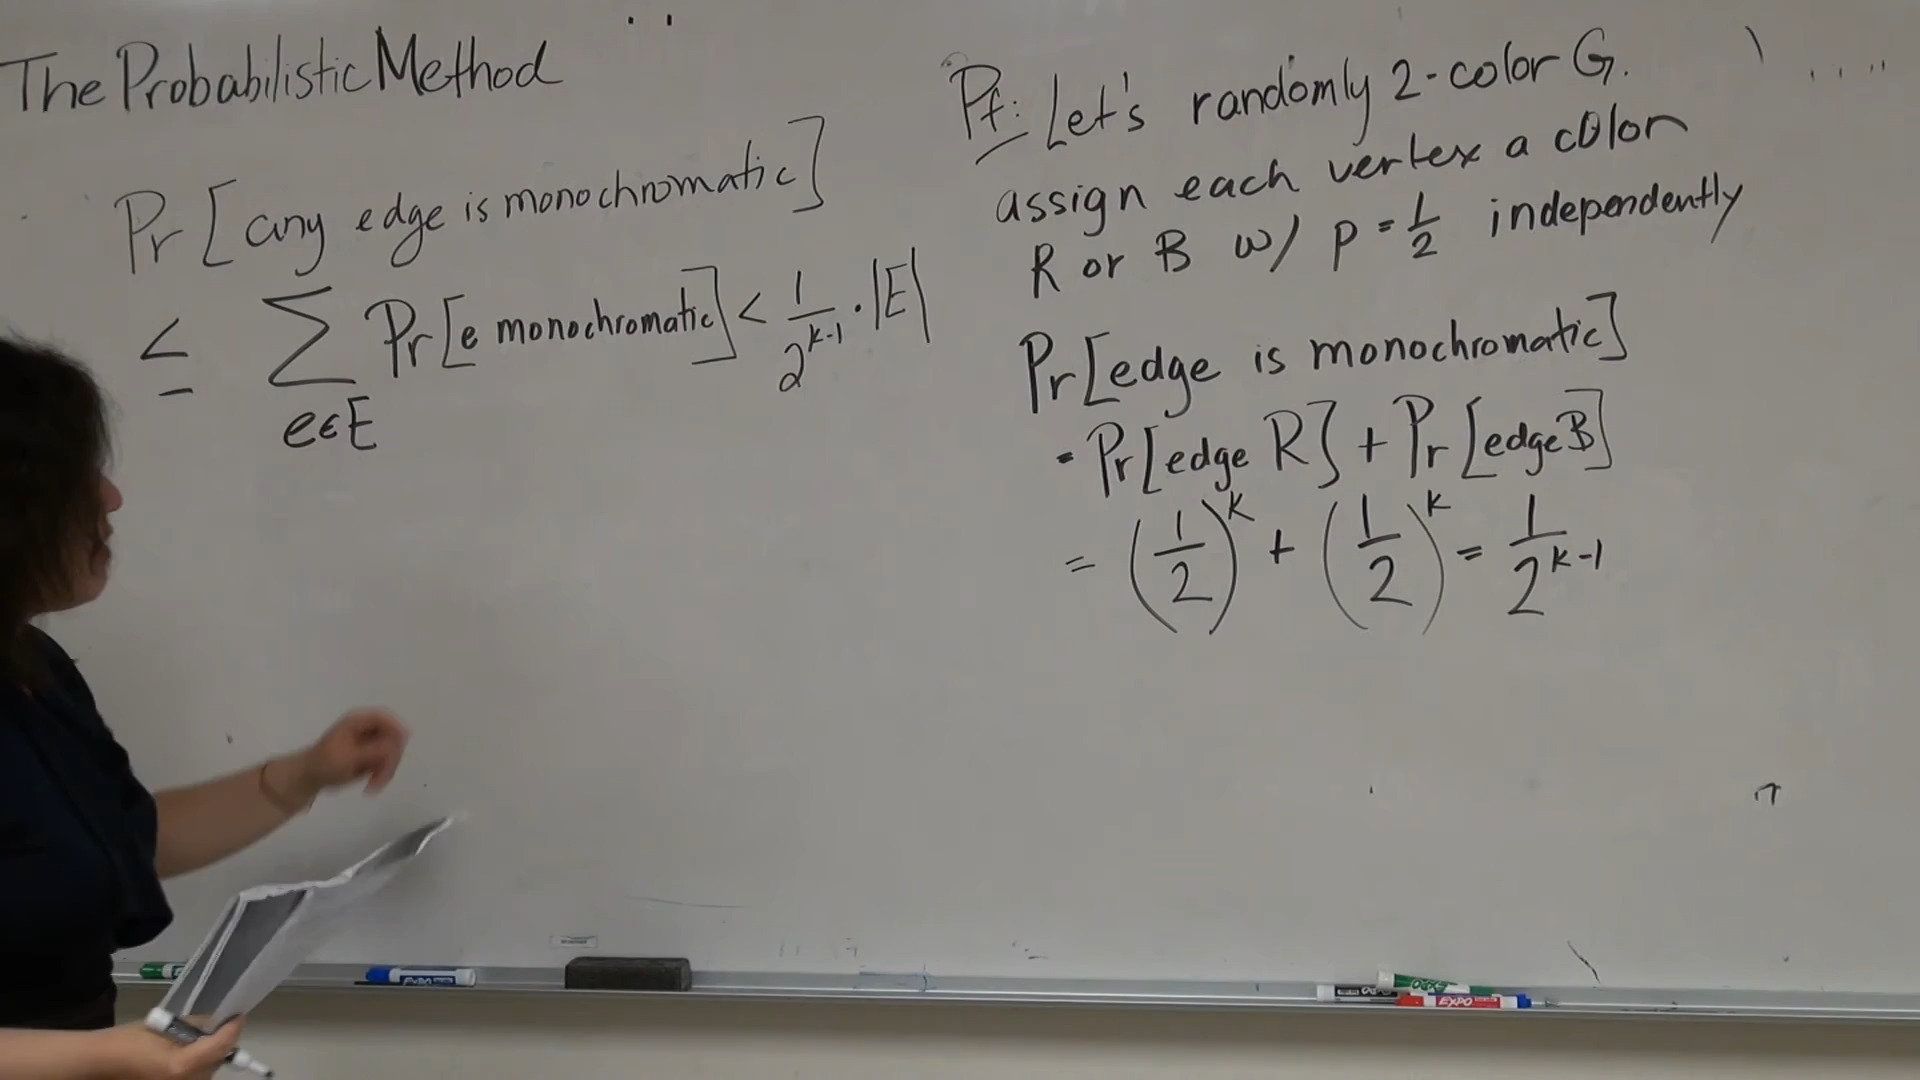 The Probabilistic Method
Pr [any edge is monochromatic]
≤ ∑ Pr[e monochromatic] < 1/2^{k-1} · |E|
e∈E
Pf: Let's randomly 2-color G.
assign each vertex a color
R or B w/ p = 1/2 independently
Pr[edge is monochromatic]
= Pr[edge R] + Pr[edge B]
= (1/2)^k + (1/2)^k = 1/2^{k-1}
EXPO
EXPO